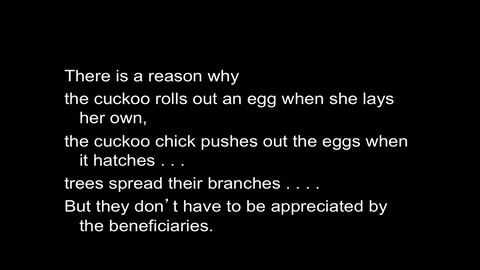 There is a reason why
the cuckoo rolls out an egg when she lays
her own,
the cuckoo chick pushes out the eggs when
it hatches . . .
trees spread their branches . . . .
But they don’t have to be appreciated by
the beneficiaries.